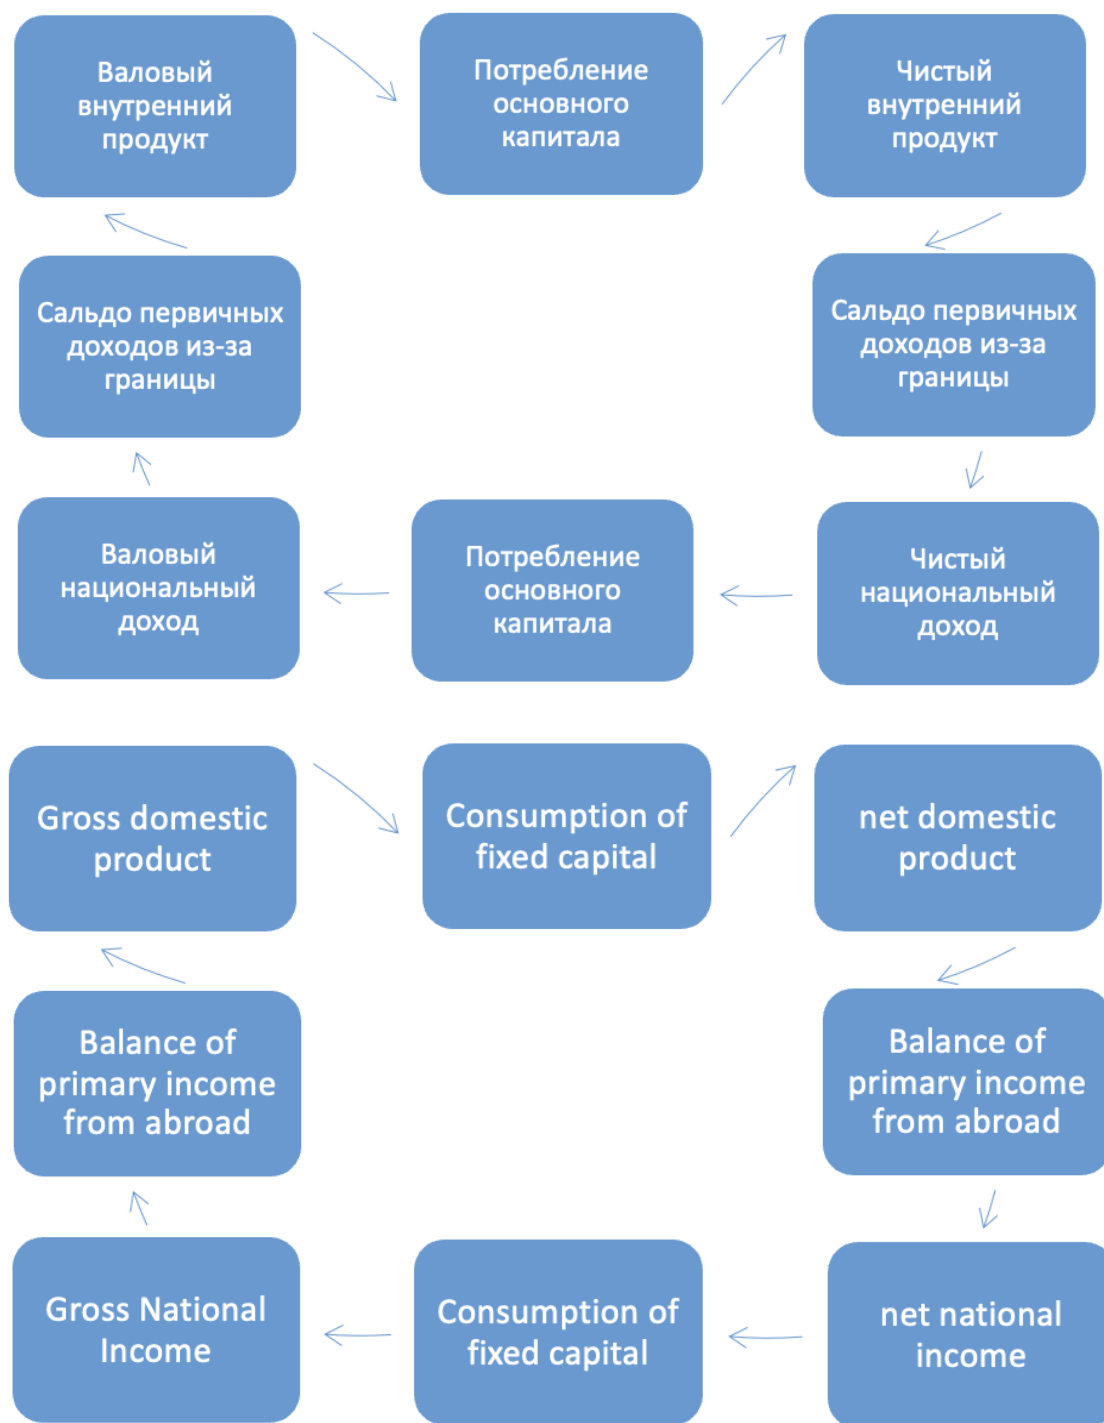 Валовый
внутренний
продукт
Потребление
основного
капитала
Чистый
внутренний
продукт
Сальдо первичных
доходов из-за
границы
Сальдо первичных
доходов из-за
границы
Валовый
национальный
доход
Потребление
основного
капитала
Чистый
национальный
доход
Gross domestic
product
Consumption of
fixed capital
net domestic
product
Balance of
primary income
from abroad
Balance of
primary income
from abroad
Gross National
Income
Consumption of
fixed capital
net national
income